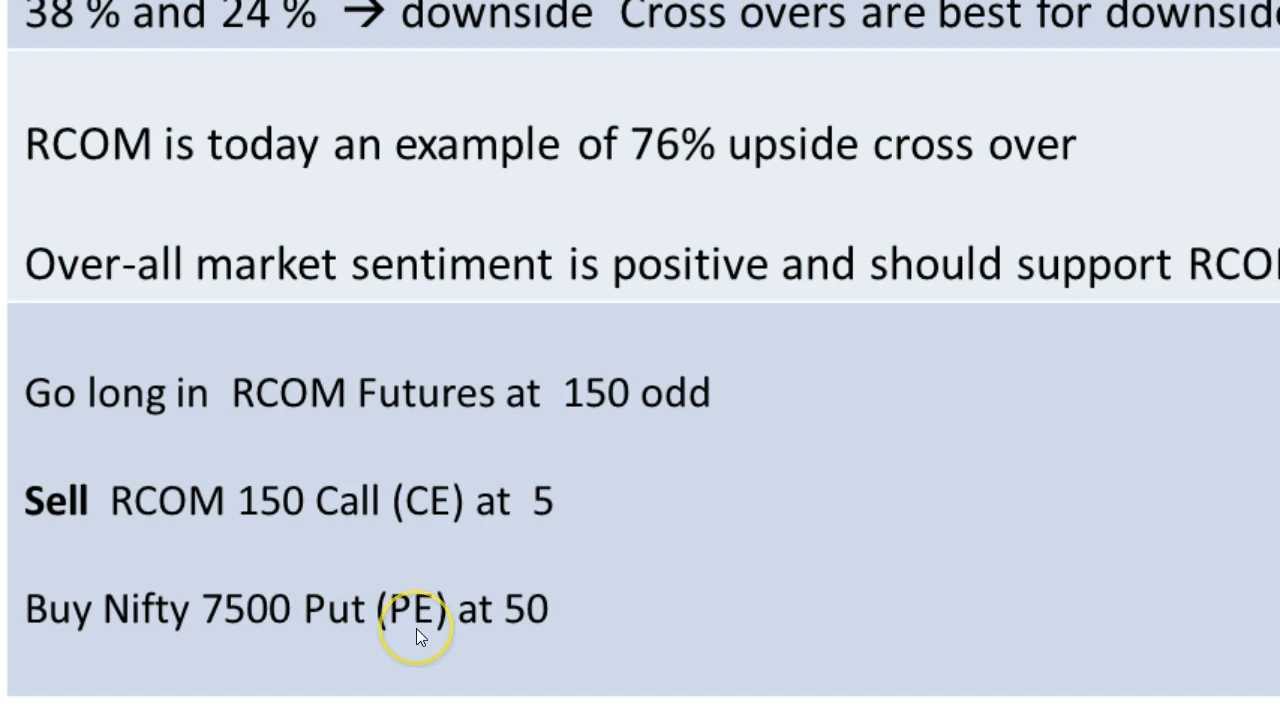 38 % and 24 % → downside Cross overs are best for downside
RCOM is today an example of 76% upside cross over
Over-all market sentiment is positive and should support
Go long in RCOM Futures at 150 odd
Sell RCOM 150 Call (CE) at 5
Buy Nifty 7500 Put (PE) at 50